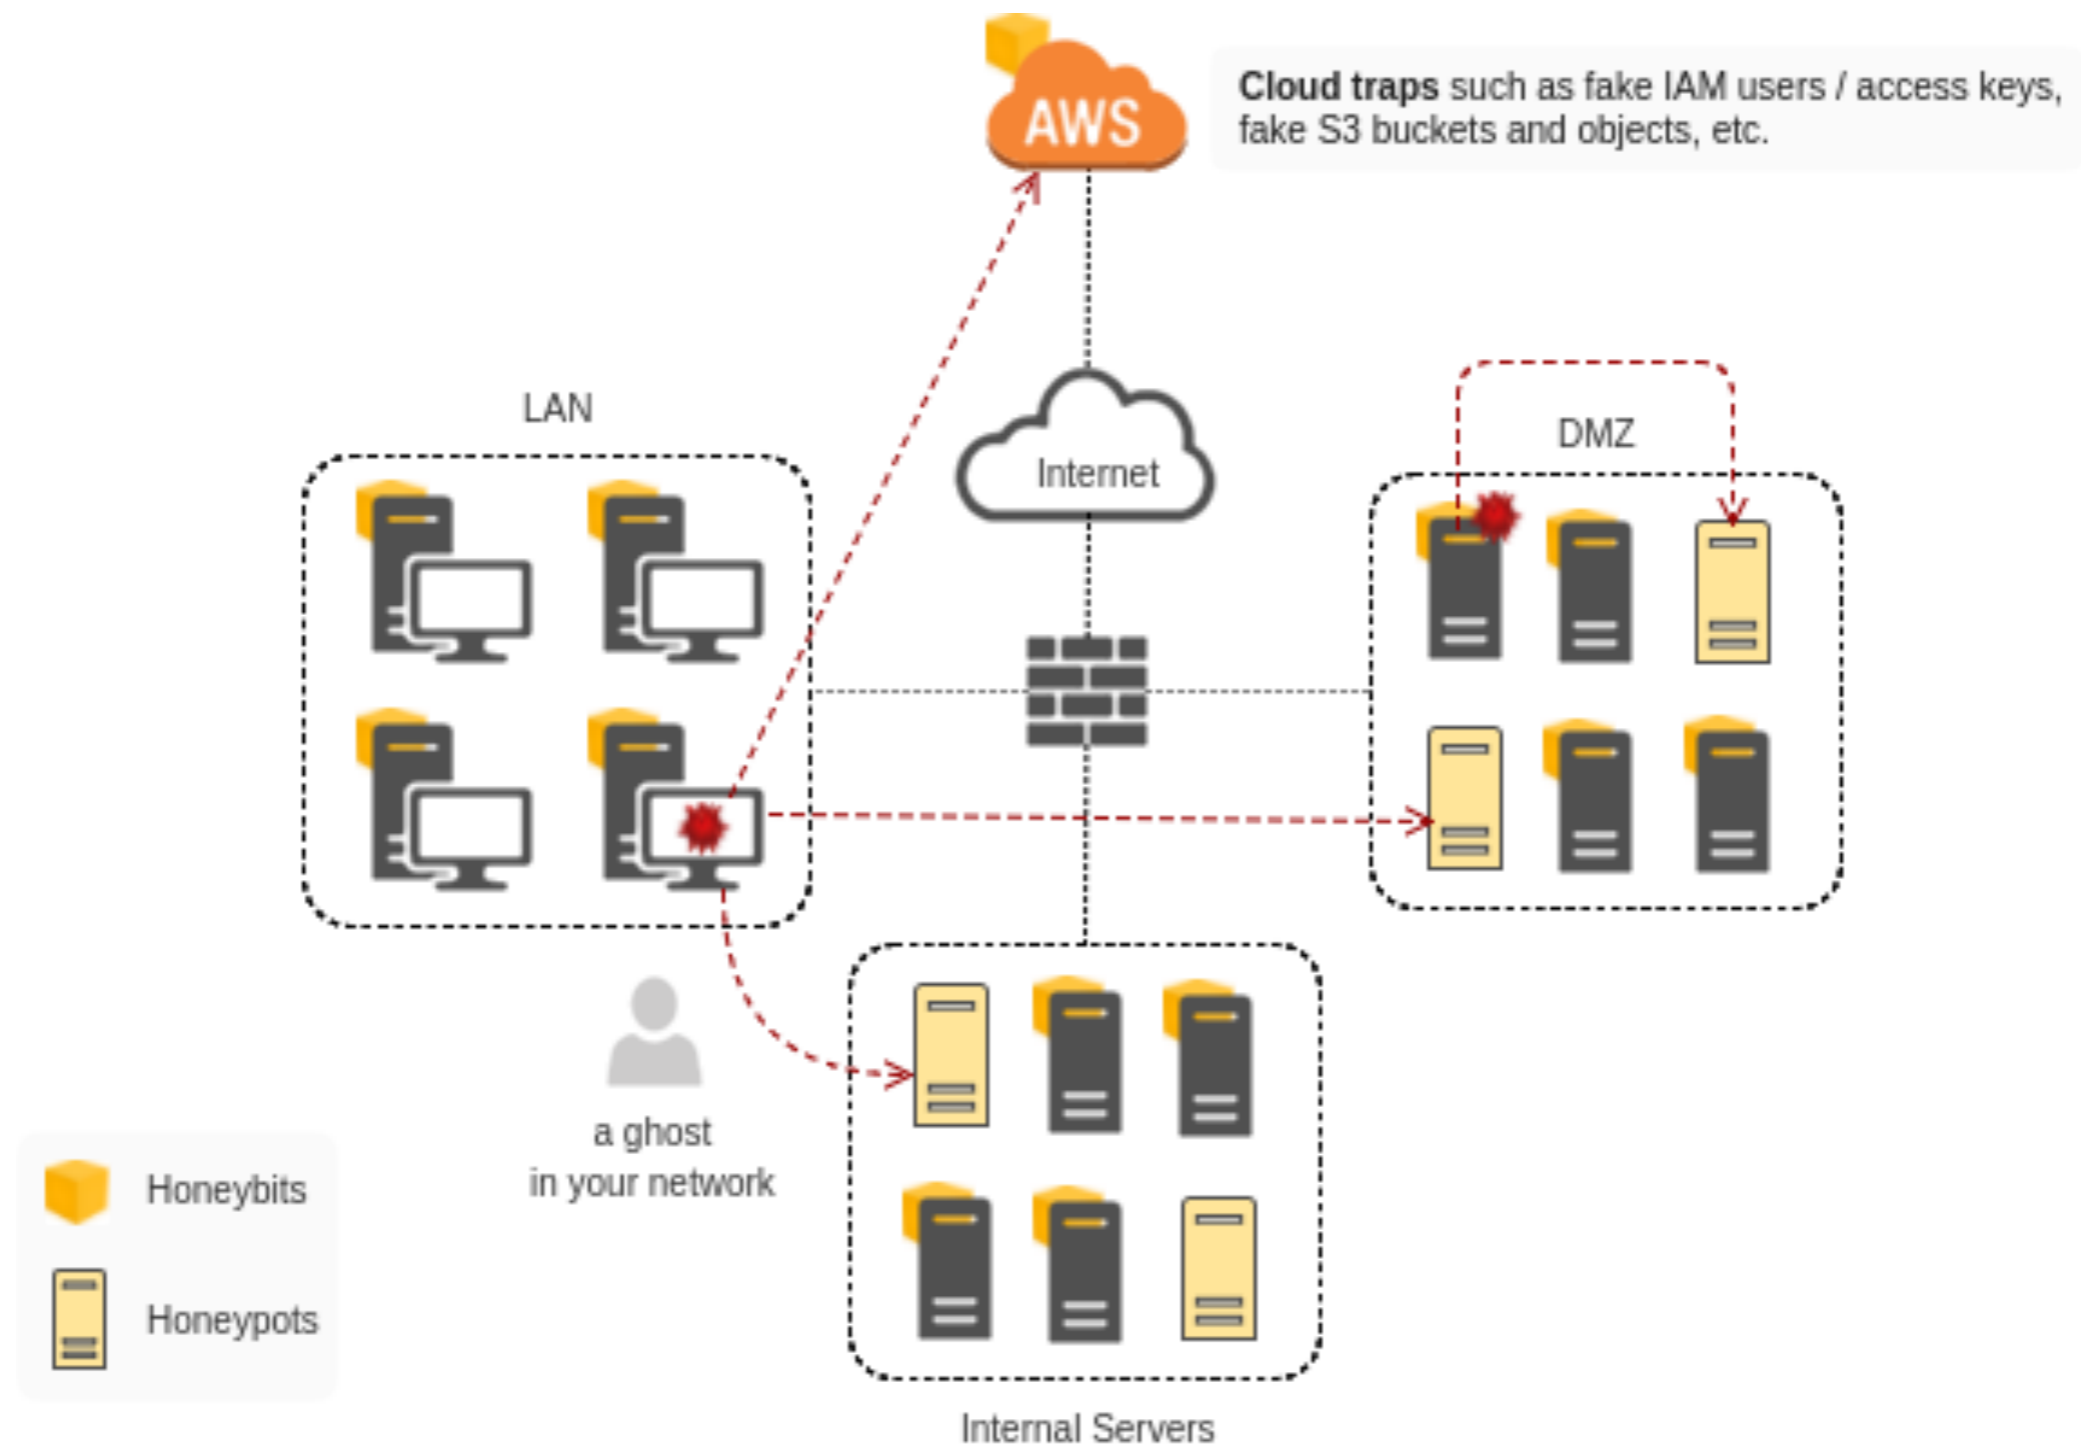 AWS
Cloud traps such as fake IAM users / access keys,
fake S3 buckets and objects, etc.
LAN
Internet
DMZ
a ghost
in your network
Honeybits
Honeypots
Internal Servers